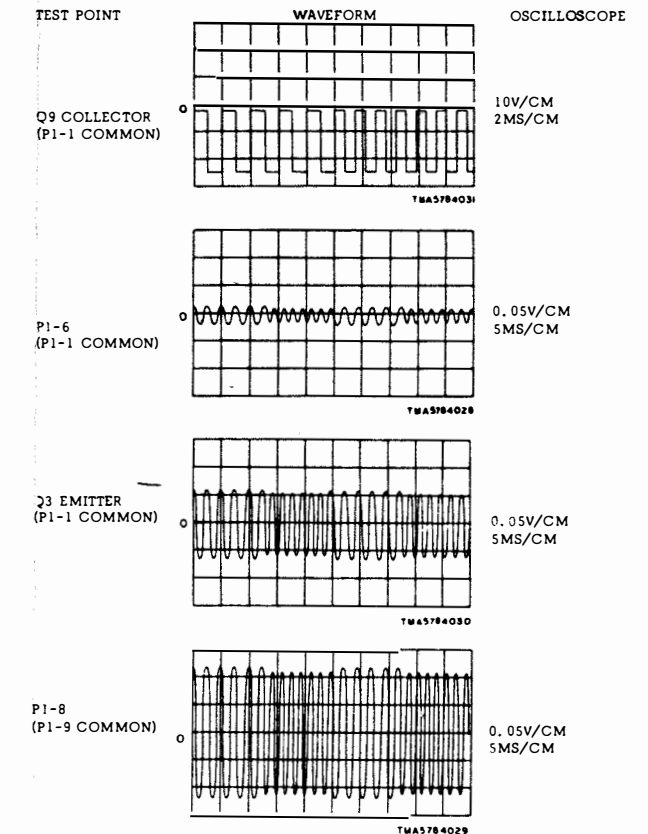 TEST POINT WAVEFORM OSCILLOSCOPE
0
Q9 COLLECTOR
(P1-1 COMMON)
10V/CM
2MS/CM
TMA5784031
0
P1-6
(P1-1 COMMON)
0.05V/CM
5MS/CM
TMA5784028
Q3 EMITTER
(P1-1 COMMON)
0
0.05V/CM
5MS/CM
TMA5784030
P1-8
(P1-9 COMMON)
0
0.05V/CM
5MS/CM
TMA5784029